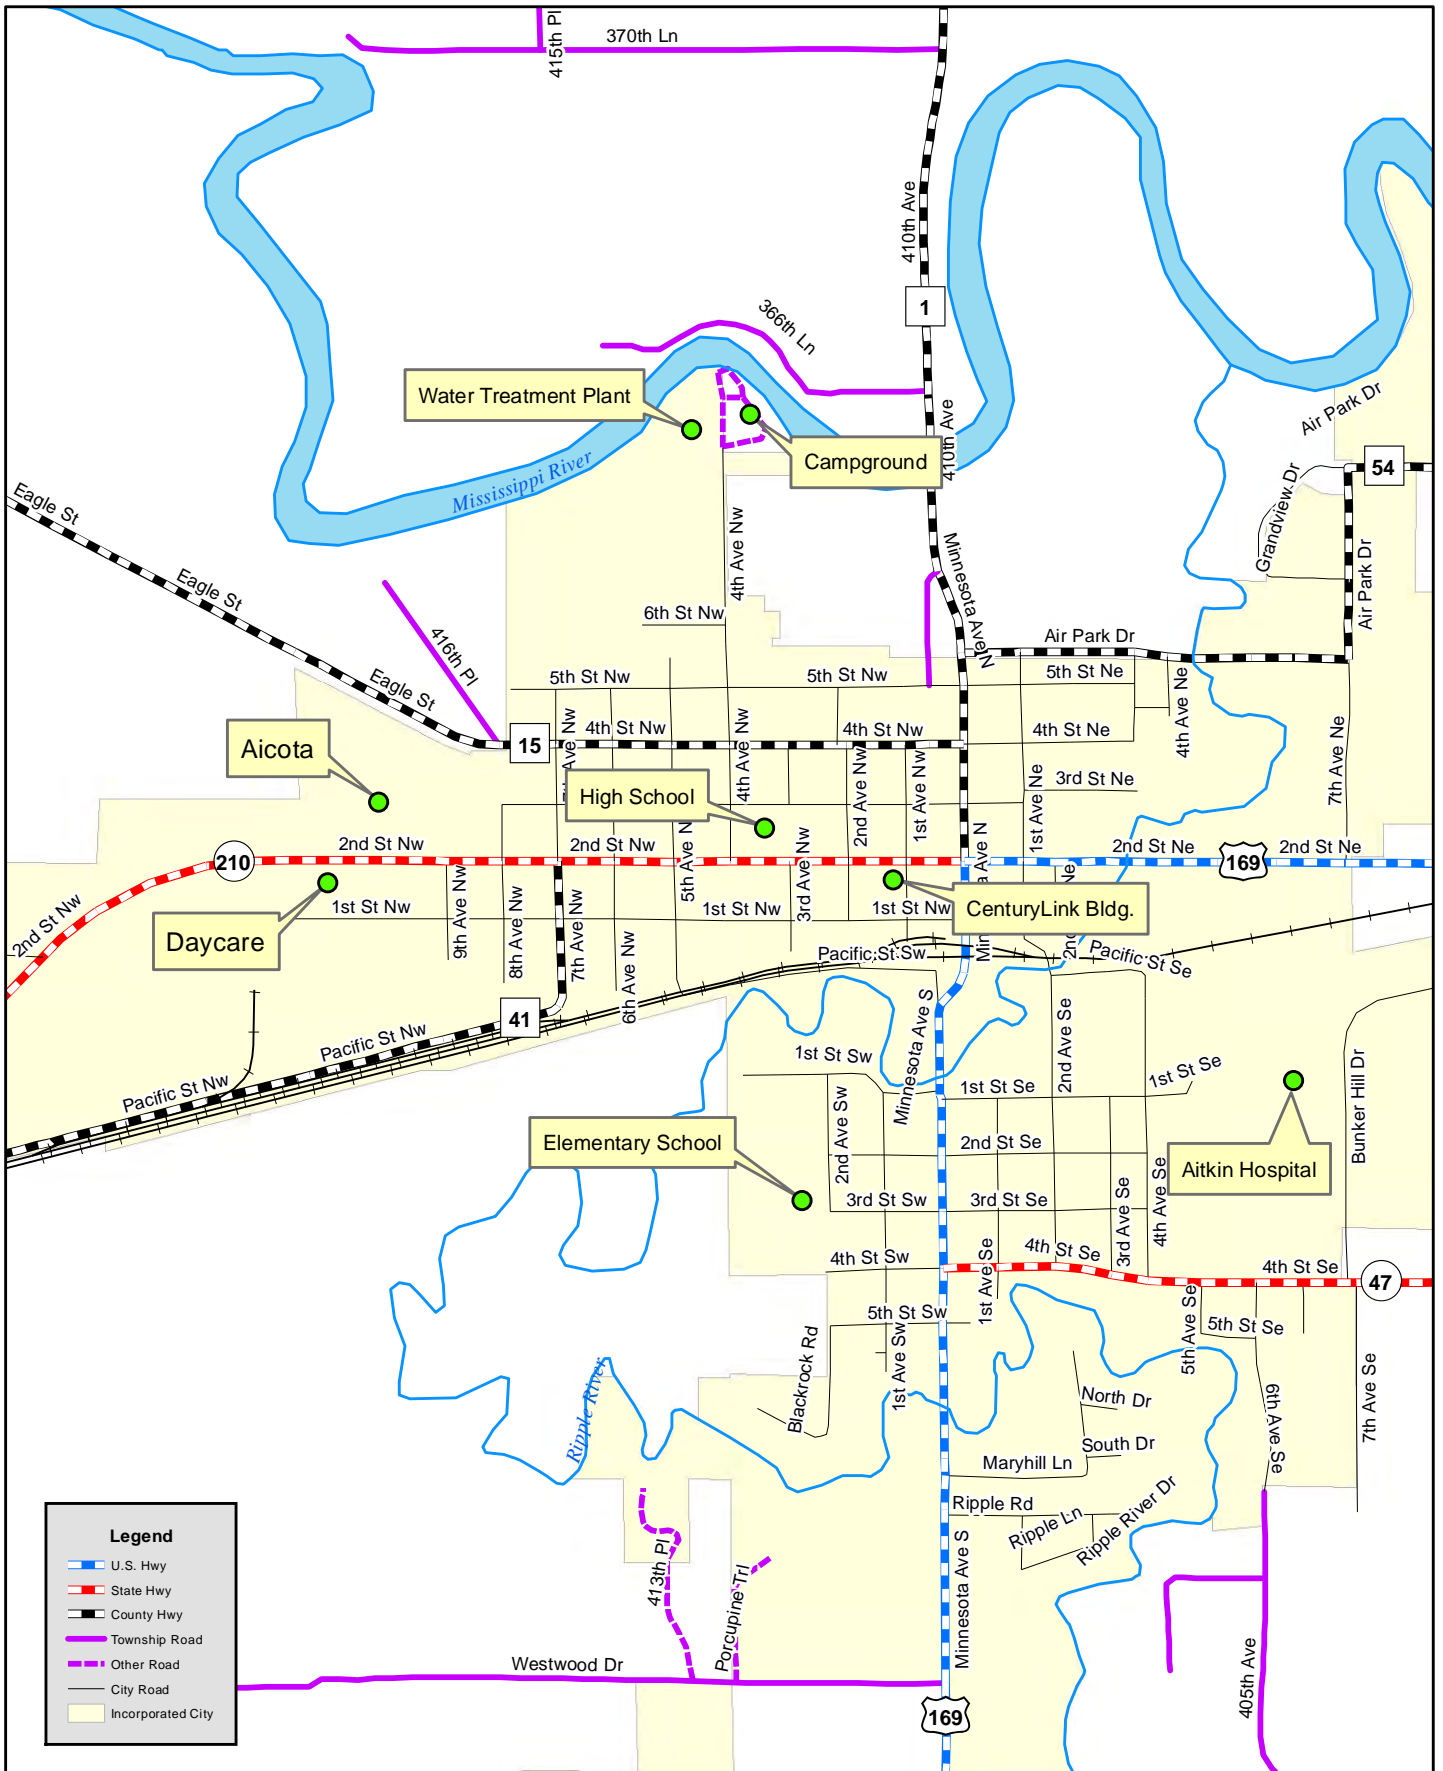 415th Pl
370th Ln
410th Ave
1
366th Ln
Air Park Dr
Water Treatment Plant
410th Ave
Campground
54
Mississippi River
Grandview Dr
Eagle St
4th Ave Nw
Minnesota Ave N
Air Park Dr
Eagle St
6th St Nw
416th Pl
Air Park Dr
Eagle St
5th St Nw
5th St Nw
5th St Ne
4th Ave Ne
Aicota
15
4th St Nw
4th St Nw
4th St Ne
4th Ave Nw
High School
2nd Ave Nw
1st Ave Nw
1st Ave Ne
3rd St Ne
7th Ave Ne
210
2nd St Nw
2nd St Nw
5th Ave N
2nd St Ne
169
2nd St Ne
2nd St Nw
Daycare
1st St Nw
9th Ave Nw
8th Ave Nw
7th Ave Nw
6th Ave Nw
1st St Nw
3rd Ave Nw
1st St Nw
CenturyLink Bldg.
Pacific St Sw
Pacific St Se
41
Pacific St Nw
Pacific St Nw
Minnesota Ave S
2nd Ave Se
1st St Sw
1st St Se
1st St Se
Bunker Hill Dr
Elementary School
2nd Ave Sw
2nd St Se
Aitkin Hospital
3rd St Sw
3rd St Se
3rd Ave Se
4th Ave Se
4th St Sw
1st Ave Se
4th St Se
4th St Se
47
5th St Sw
5th Ave Se
5th St Se
Blackrock Rd
1st Ave Sw
Ripple River
North Dr
6th Ave Se
7th Ave Se
South Dr
Maryhill Ln
Ripple Rd
Ripple Ln
Ripple River Dr
413th Pl
Porcupine Trl
Minnesota Ave S
Westwood Dr
405th Ave
169
Legend
U.S. Hwy
State Hwy
County Hwy
Township Road
Other Road
City Road
Incorporated City